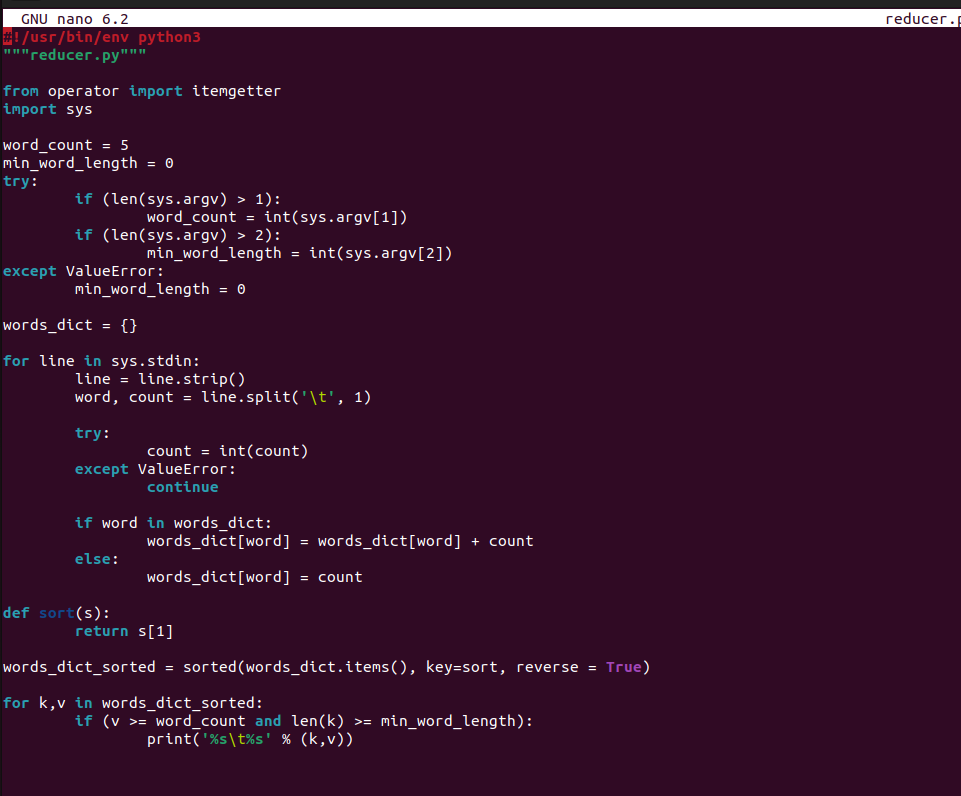 GNU nano 6.2 reducer.p
#!/usr/bin/env python3
"""reducer.py"""

from operator import itemgetter
import sys

word_count = 5
min_word_length = 0
try:
        if (len(sys.argv) > 1):
                word_count = int(sys.argv[1])
        if (len(sys.argv) > 2):
                min_word_length = int(sys.argv[2])
except ValueError:
        min_word_length = 0

words_dict = {}

for line in sys.stdin:
        line = line.strip()
        word, count = line.split('\t', 1)

        try:
                count = int(count)
        except ValueError:
                continue

        if word in words_dict:
                words_dict[word] = words_dict[word] + count
        else:
                words_dict[word] = count

def sort(s):
        return s[1]

words_dict_sorted = sorted(words_dict.items(), key=sort, reverse = True)

for k,v in words_dict_sorted:
        if (v >= word_count and len(k) >= min_word_length):
                print('%s\t%s' % (k,v))